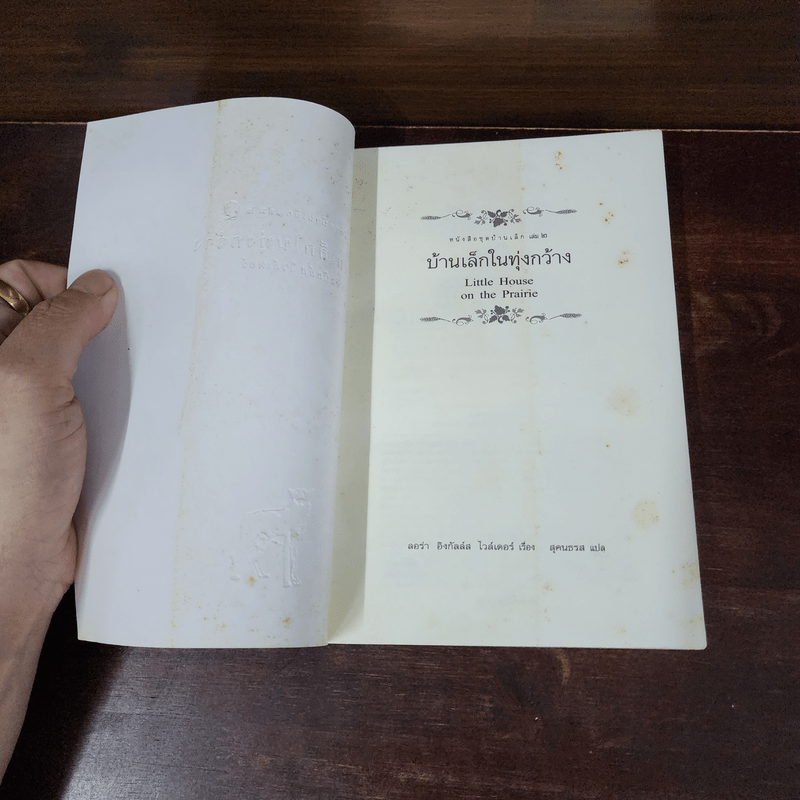 หนังสือชุดบ้านเล็ก เล่ม ๒
บ้านเล็กในทุ่งกว้าง
Little House
on the Prairie
ลอร่า อิงกัลล์ส ไวล์เดอร์ เรื่อง สุคนธรส แปล